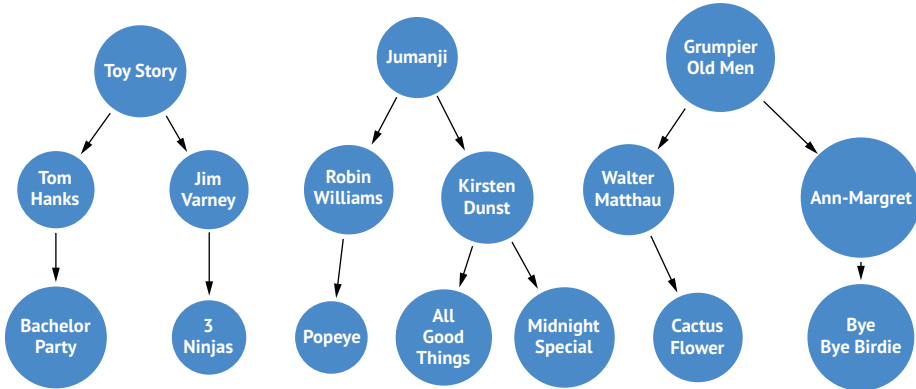 Toy Story
Jumanji
Grumpier
Old Men
Tom
Hanks
Jim
Varney
Robin
Williams
Kirsten
Dunst
Walter
Matthau
Ann-Margret
Bachelor
Party
3
Ninjas
Popeye
All
Good
Things
Midnight
Special
Cactus
Flower
Bye
Bye Birdie